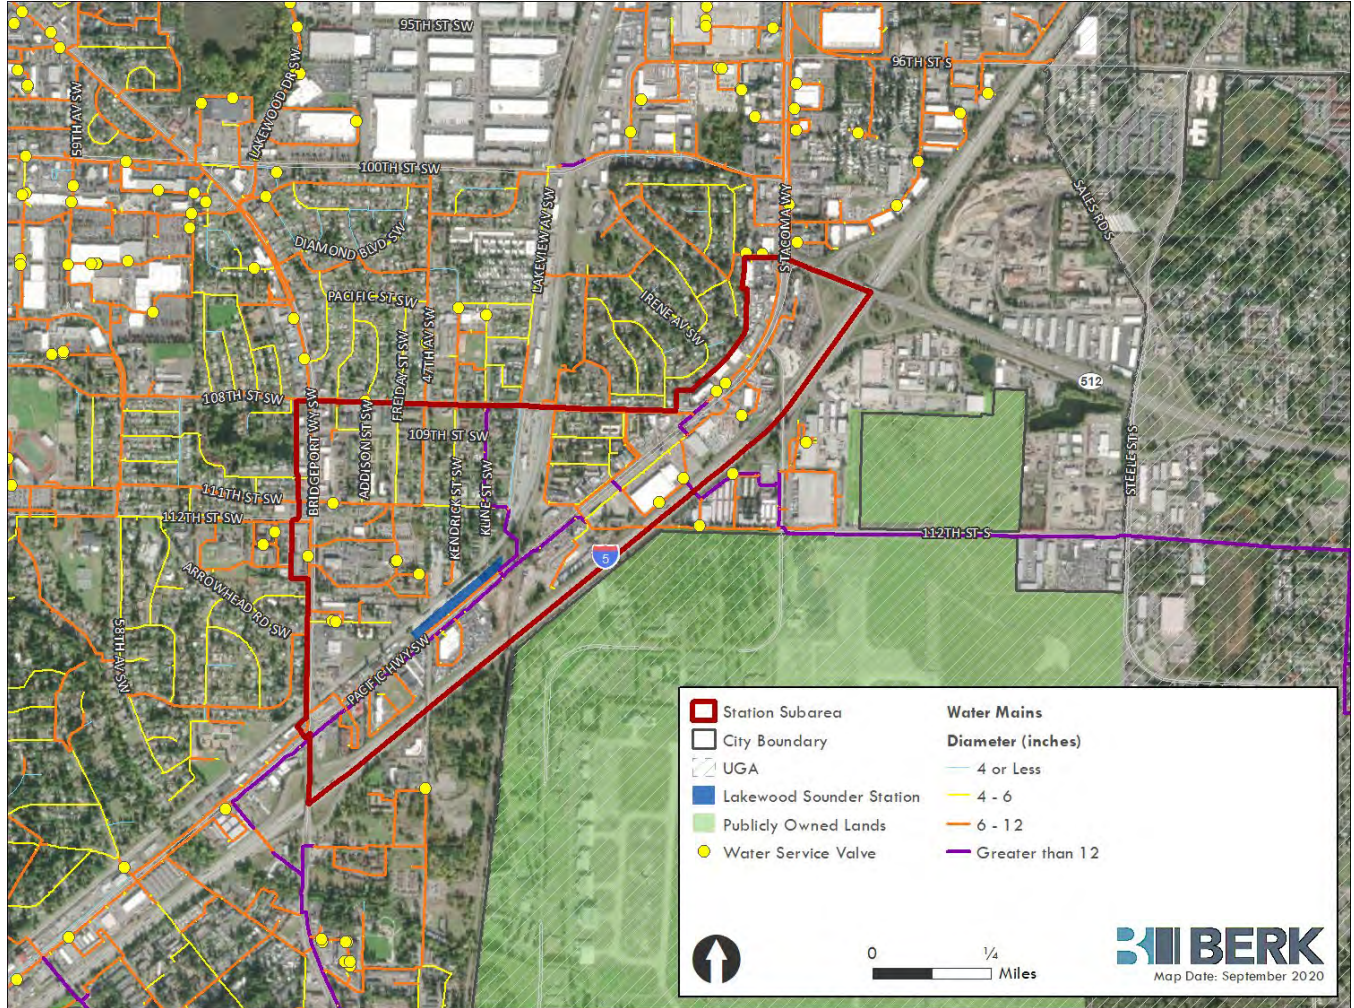 95TH ST SW
96TH ST S
59TH AV SW
LAKEWOOD DR SW
100TH ST SW
SALES RD S
LAKEVIEW AV SW
S TACOMA WY
DIAMOND BLVD SW
PACIFIC ST SW
IRENE AV SW
47TH AV SW
FREIDAY ST SW
512
108TH ST SW
BRIDGEPORT WY SW
ADDISON ST SW
109TH ST SW
STEELE ST S
111TH ST SW
112TH ST SW
KENDRICK ST SW
KLINE ST SW
112TH ST S
5
ARROWHEAD RD SW
58TH AV SW
PACIFIC HWY SW
Station Subarea
City Boundary
UGA
Lakewood Sounder Station
Publicly Owned Lands
Water Service Valve
Water Mains
Diameter (inches)
4 or Less
4 - 6
6 - 12
Greater than 12
0 ¼
Miles
BERK
Map Date: September 2020